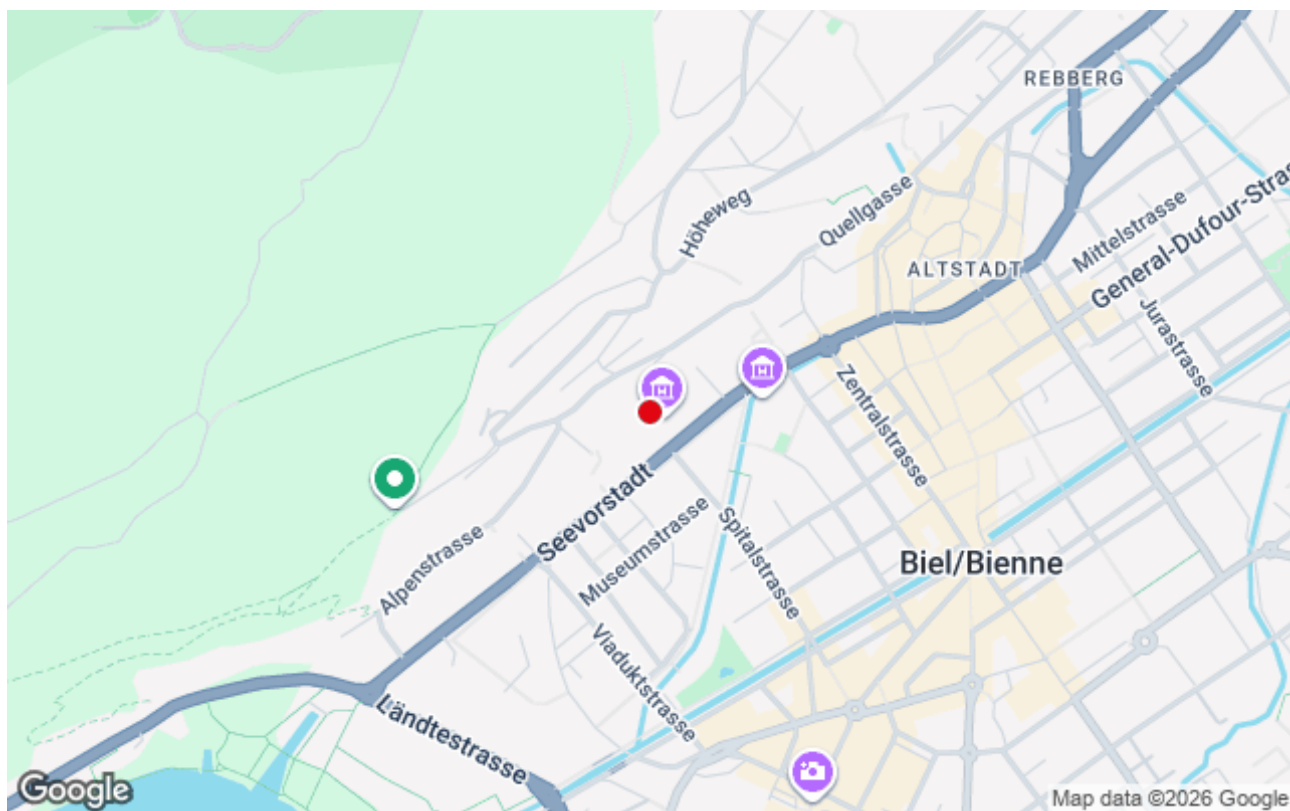 REBBERG
Höheweg
Quellgasse
ALTSTADT
Mittelstrasse
General-Dufour-Stras
Jurastrasse
Zentralstrasse
Seevorstadt
Museumstrasse
Spitalstrasse
Alpenstrasse
Biel/Bienne
Viaduktstrasse
Ländtestrasse
Google
Map data ©2026 Google